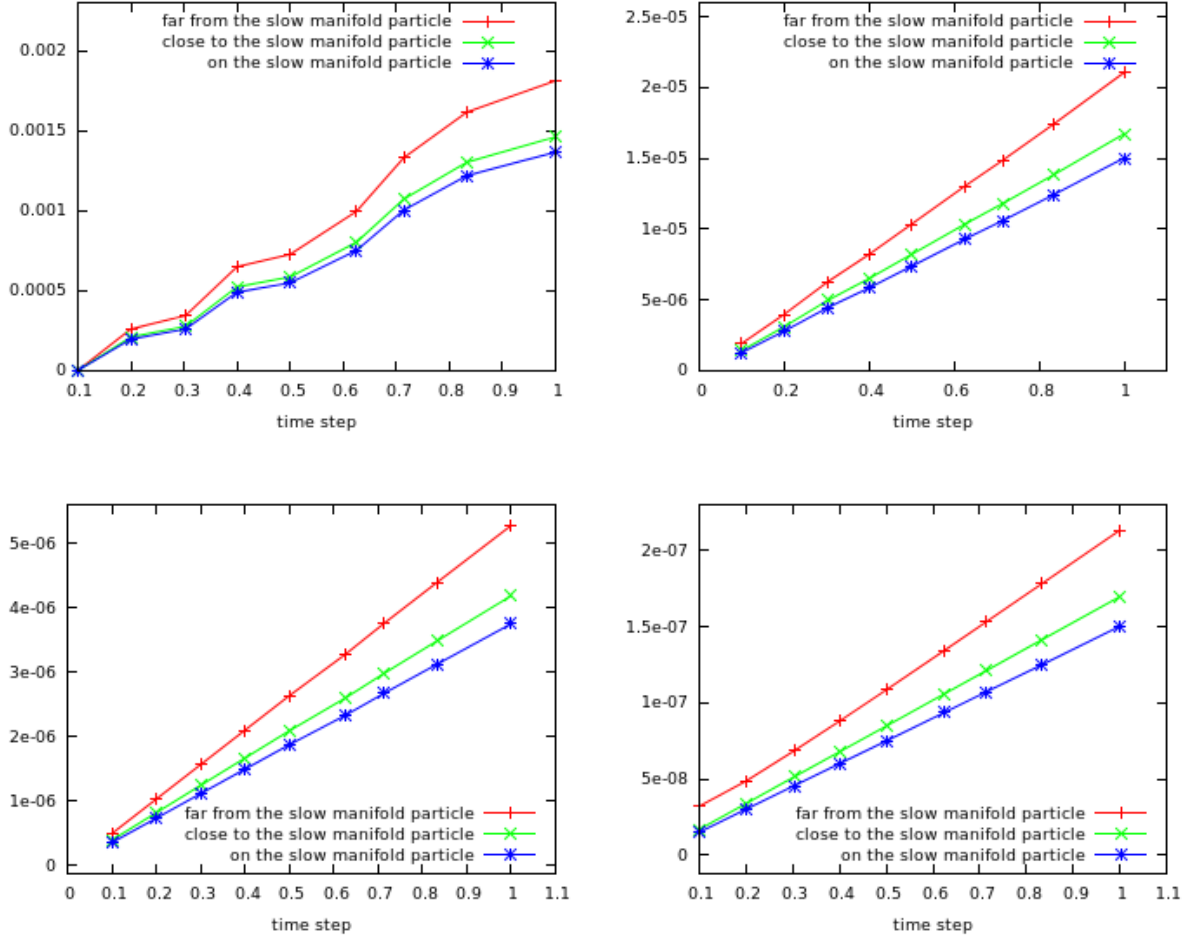 far from the slow manifold particle
close to the slow manifold particle
on the slow manifold particle
0.002
0.0015
0.001
0.0005
0
0.1 0.2 0.3 0.4 0.5 0.6 0.7 0.8 0.9 1
time step
2.5e-05
far from the slow manifold particle
close to the slow manifold particle
on the slow manifold particle
2e-05
1.5e-05
1e-05
5e-06
0
0 0.2 0.4 0.6 0.8 1
time step
5e-06
4e-06
3e-06
2e-06
1e-06
far from the slow manifold particle
close to the slow manifold particle
on the slow manifold particle
0
0 0.1 0.2 0.3 0.4 0.5 0.6 0.7 0.8 0.9 1 1.1
time step
2e-07
1.5e-07
1e-07
5e-08
far from the slow manifold particle
close to the slow manifold particle
on the slow manifold particle
0
0.1 0.2 0.3 0.4 0.5 0.6 0.7 0.8 0.9 1 1.1
time step